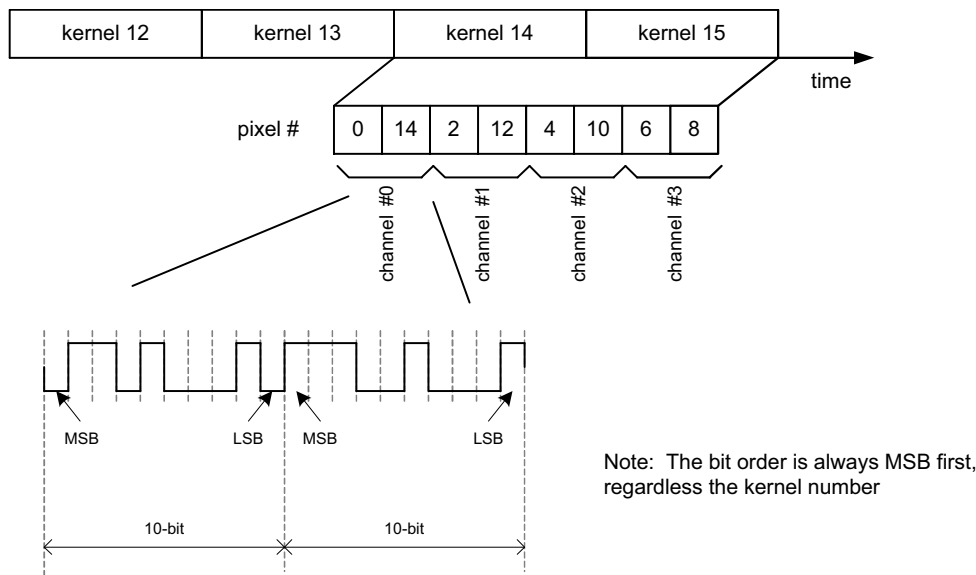 kernel 12 kernel 13 kernel 14 kernel 15
time
pixel # 0 14 2 12 4 10 6 8
channel #0 channel #1 channel #2 channel #3
MSB LSB MSB LSB
Note: The bit order is always MSB first,
regardless the kernel number
10-bit 10-bit